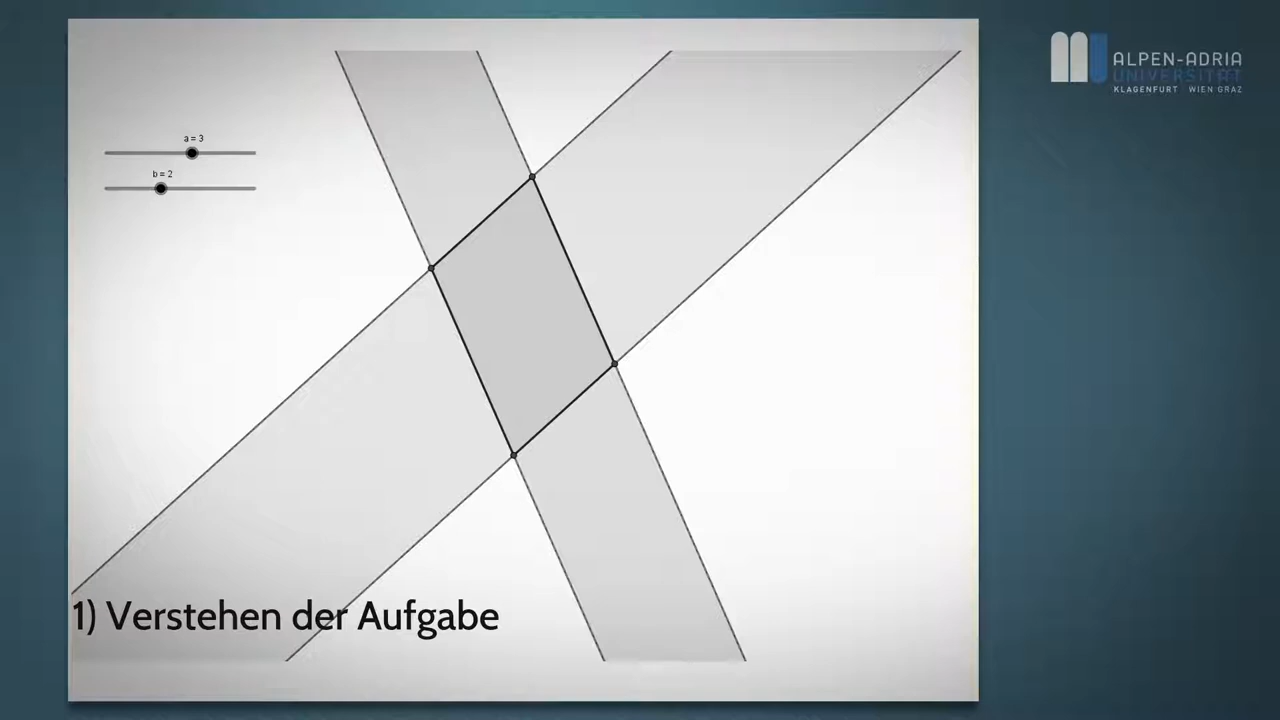 a = 3
b = 2
1) Verstehen der Aufgabe
ALPEN-ADRIA
UNIVERSITÄT
KLAGENFURT WIEN GRAZ